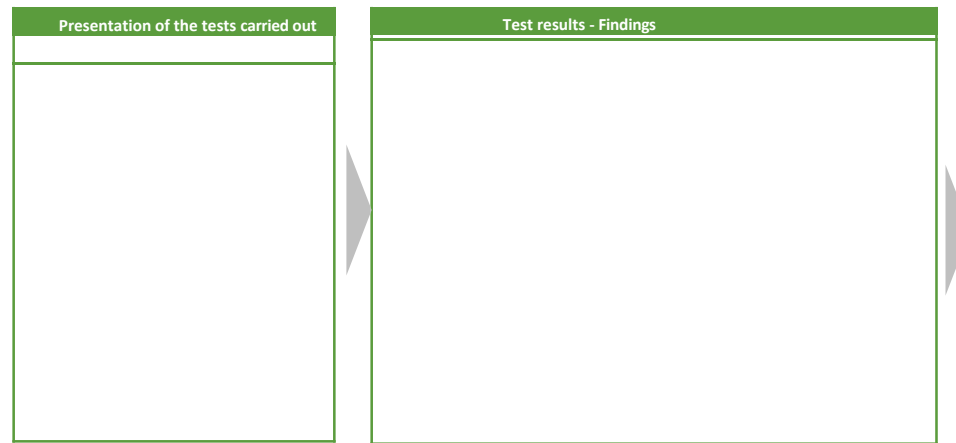 Presentation of the tests carried out
Test results - Findings